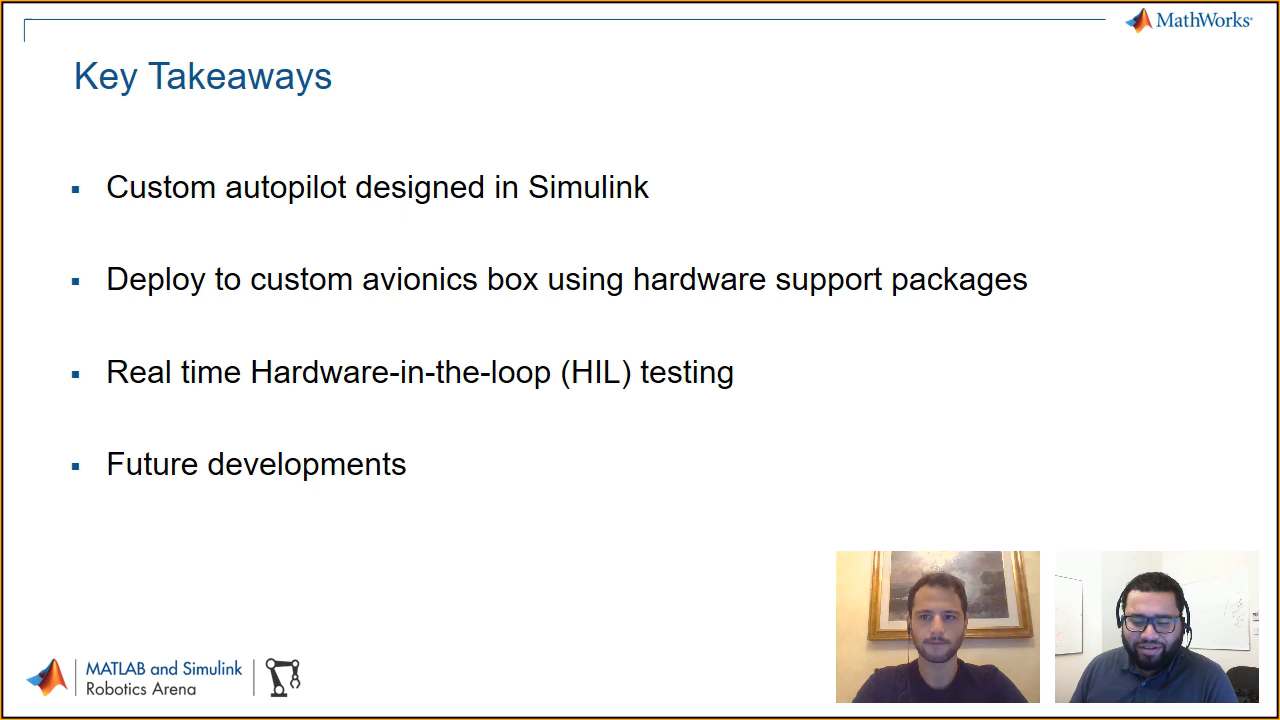 MathWorks®
Key Takeaways
Custom autopilot designed in Simulink
Deploy to custom avionics box using hardware support packages
Real time Hardware-in-the-loop (HIL) testing
Future developments
MATLAB and Simulink
Robotics Arena